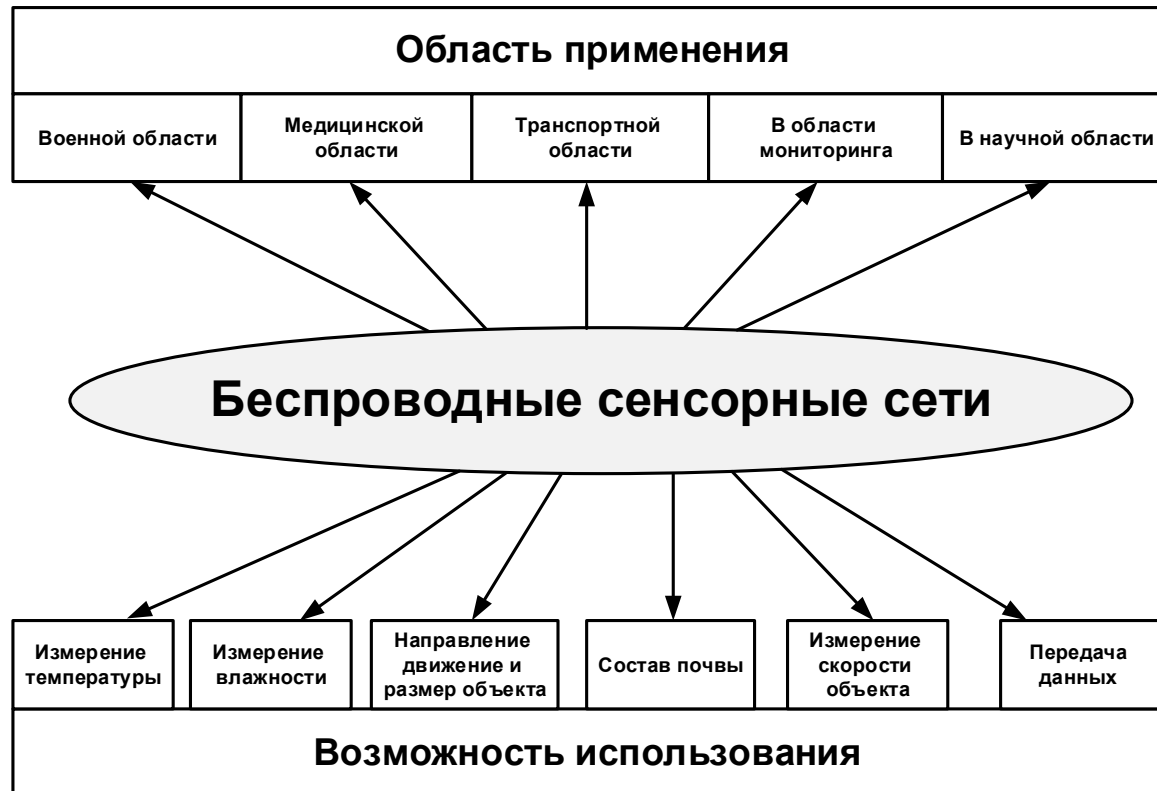 Область применения
Военной области
Медицинской
области
Транспортной
области
В области
мониторинга
В научной области
Беспроводные сенсорные сети
Измерение
температуры
Измерение
влажности
Направление
движение и
размер объекта
Состав почвы
Измерение
скорости
объекта
Передача
данных
Возможность использования